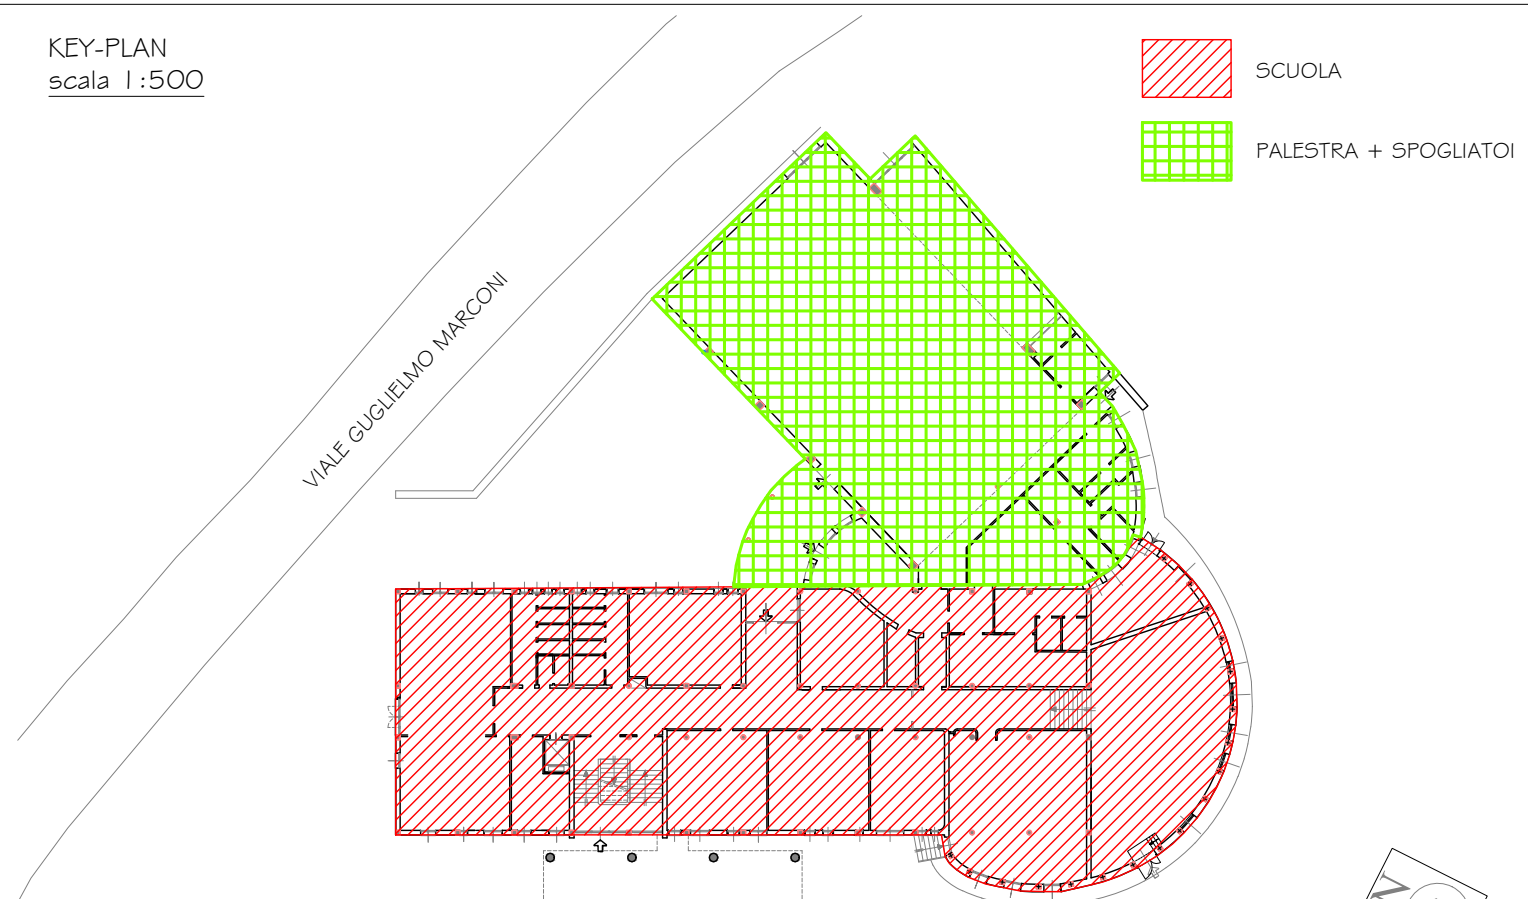 KEY-PLAN
scala 1:500
SCUOLA
PALESTRA + SPOGLIATOI
VIALE GUGLIELMO MARCONI